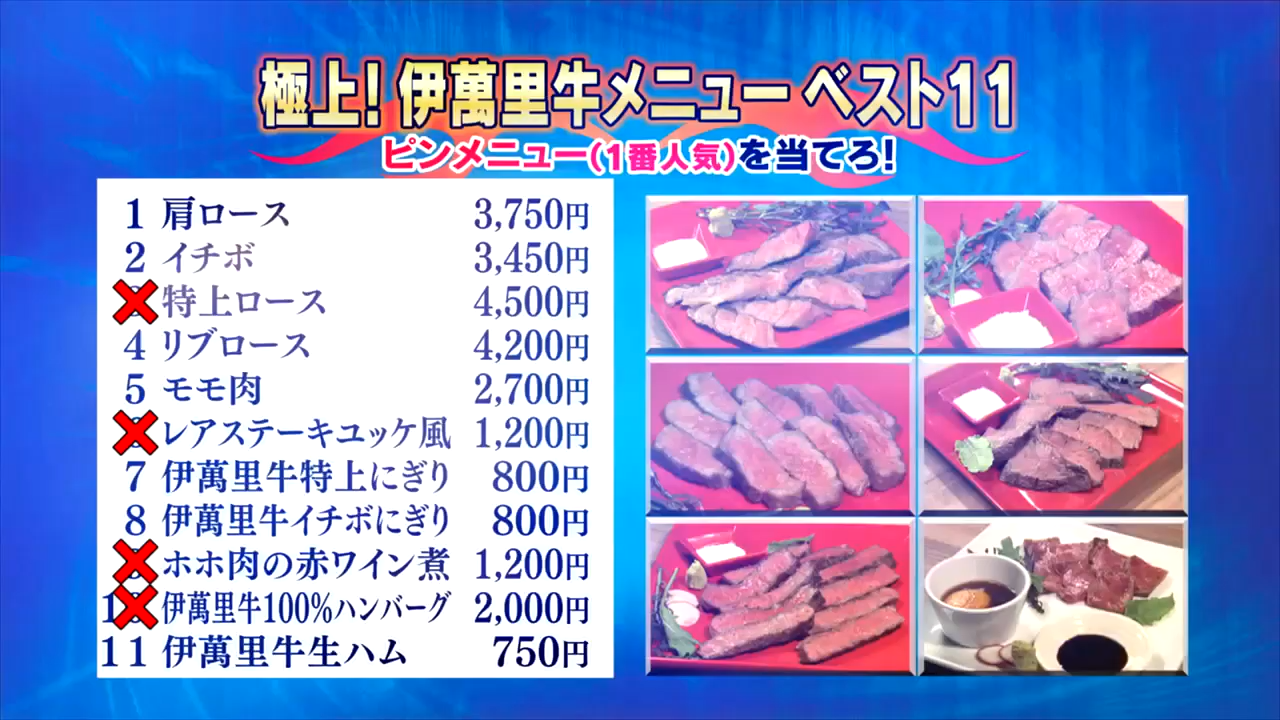 極上!伊萬里牛メニュー ベスト11
ピンメニュー(1番人気)を当てろ!
1 肩ロース 3,750円
2 イチボ 3,450円
特上ロース 4,500円
4 リブロース 4,200円
5 モモ肉 2,700円
レアステーキユッケ風 1,200円
7 伊萬里牛特上にぎり 800円
8 伊萬里牛イチボにぎり 800円
ホホ肉の赤ワイン煮 1,200円
伊萬里牛100%ハンバーグ 2,000円
11 伊萬里牛生ハム 750円